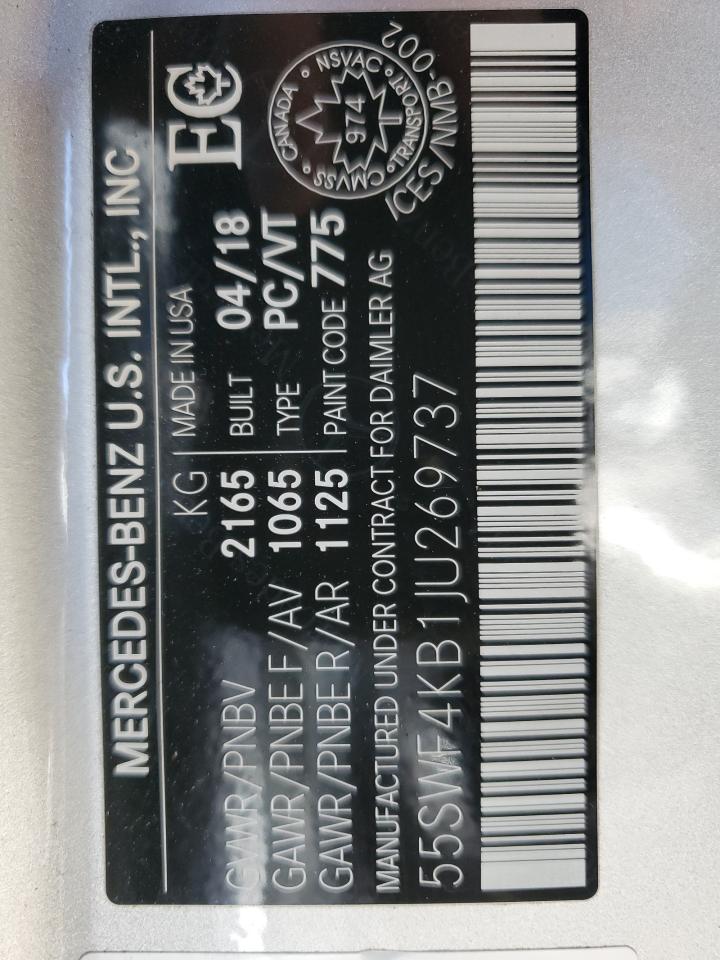 MERCEDES-BENZ U.S. INTL., INC
KG MADE IN USA
GVWR/PNBV 2165 BUILT 04/18
GAWR/PNBE F/AV 1065 TYPE PC/VT
GAWR/PNBE R/AR 1125 PAINT CODE 775
MANUFACTURED UNDER CONTRACT FOR DAIMLER AG
55SWF4KB1JU269737
EC
CANADA • NSVAC • TRANSPORT • CMVSS
974
ICES/NMB-002